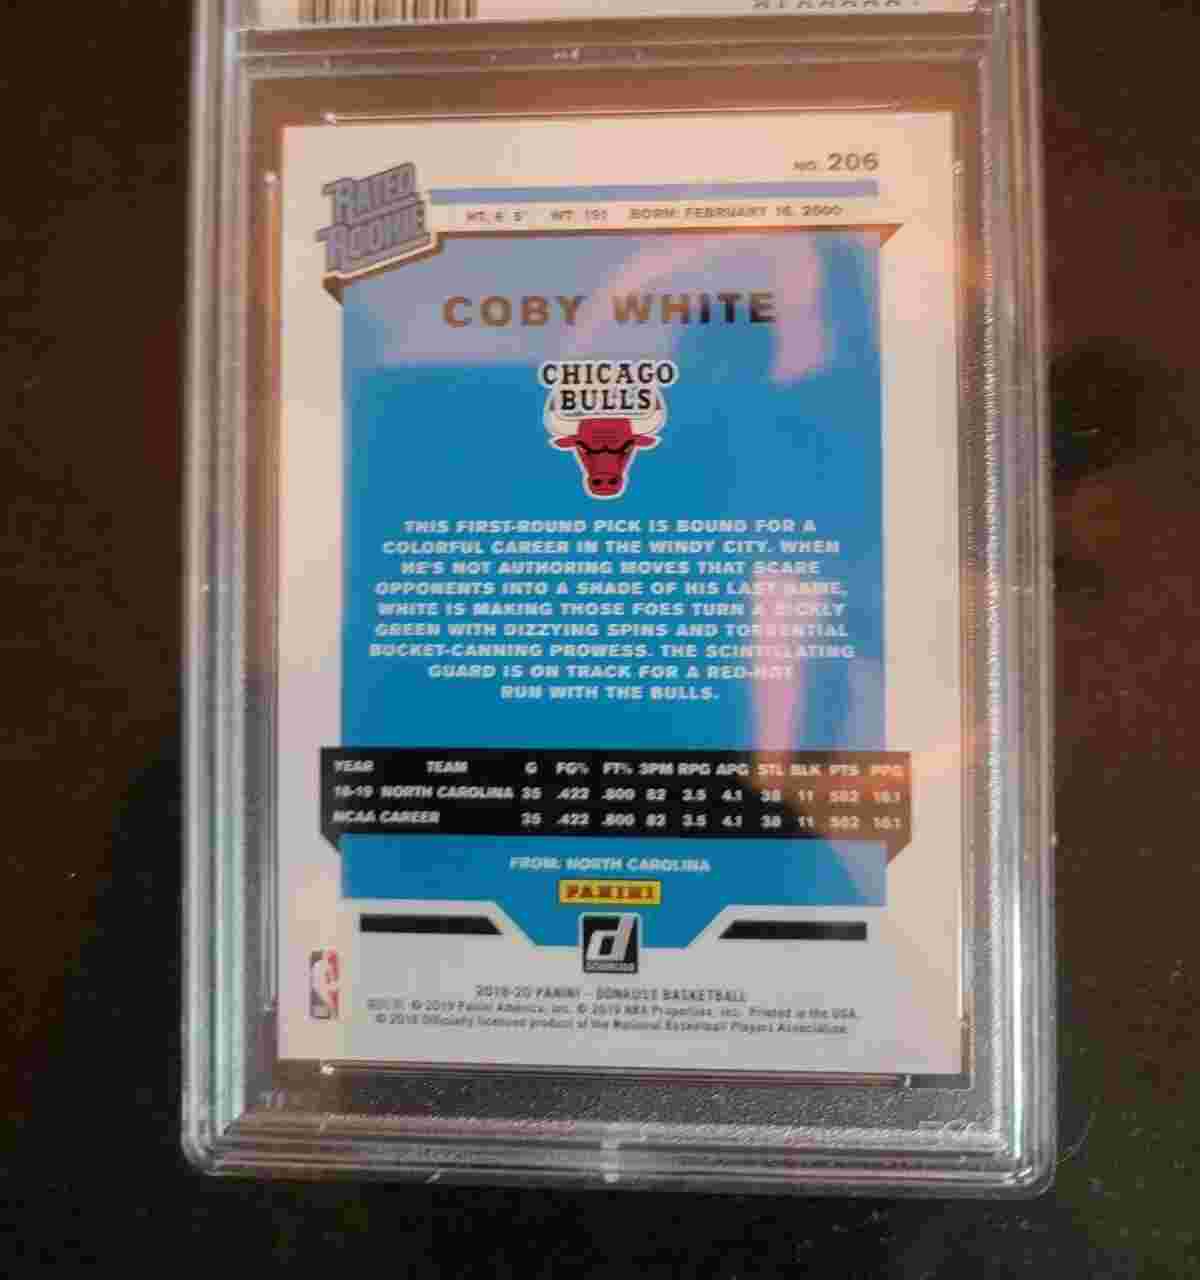 NO. 206
RATED
ROOKIE
HT. 6' 5" WT. 191 BORN: FEBRUARY 16, 2000
COBY WHITE
CHICAGO
BULLS
THIS FIRST-ROUND PICK IS BOUND FOR A
COLORFUL CAREER IN THE WINDY CITY. WHEN
HE'S NOT AUTHORING MOVES THAT SCARE
OPPONENTS INTO A SHADE OF HIS LAST NAME,
WHITE IS MAKING THOSE FOES TURN A SICKLY
GREEN WITH DIZZYING SPINS AND TORRENTIAL
BUCKET-CANNING PROWESS. THE SCINTILLATING
GUARD IS ON TRACK FOR A RED-HOT
RUN WITH THE BULLS.
YEAR TEAM G FG% FT% 3PM RPG APG STL BLK PTS PPG
18-19 NORTH CAROLINA 35 .422 .800 82 3.5 4.1 38 11 562 16.1
NCAA CAREER 35 .422 .800 82 3.5 4.1 38 11 562 16.1
FROM: NORTH CAROLINA
PANINI
d
DONRUSS
2019-20 PANINI - DONRUSS BASKETBALL
© 2019 Panini America, Inc. © 2019 NBA Properties, Inc. Printed in the USA.
© 2019 Officially licensed product of the National Basketball Players Association.